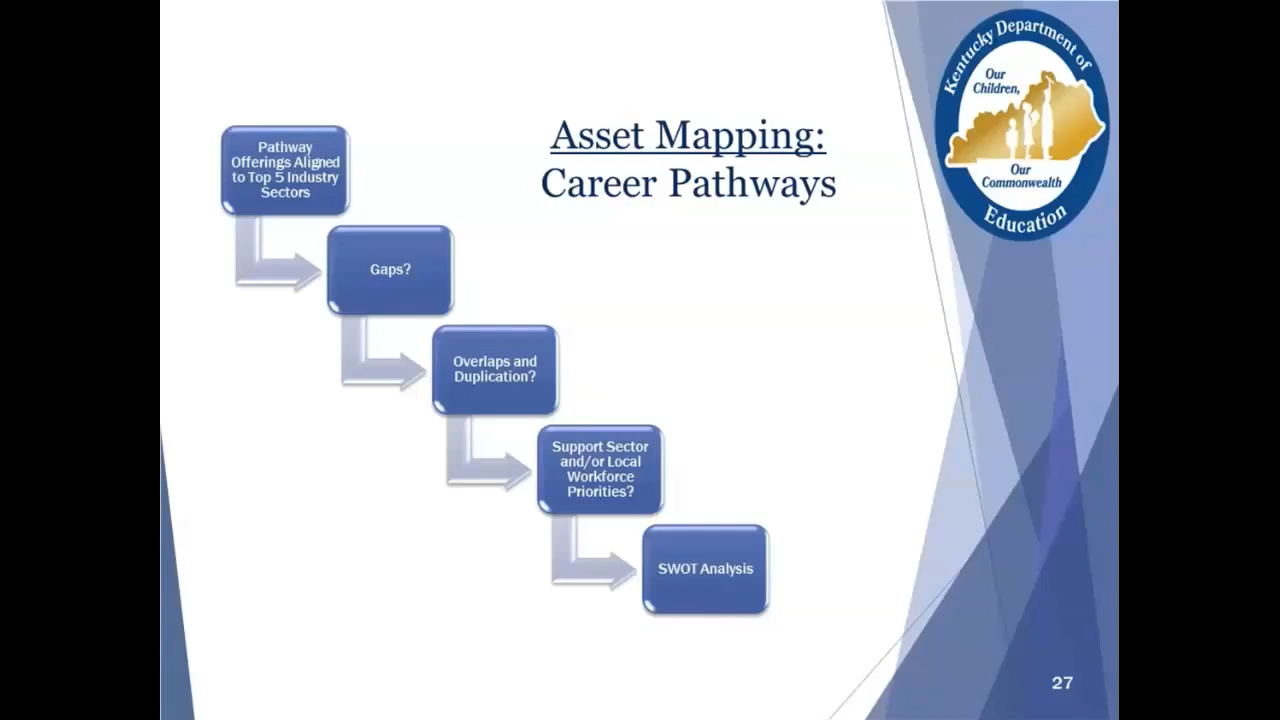 Kentucky Department of
Our
Children,
Our
Commonwealth
Education
Asset Mapping:
Career Pathways
Pathway
Offerings Aligned
to Top 5 Industry
Sectors
Gaps?
Overlaps and
Duplication?
Support Sector
and/or Local
Workforce
Priorities?
SWOT Analysis
27